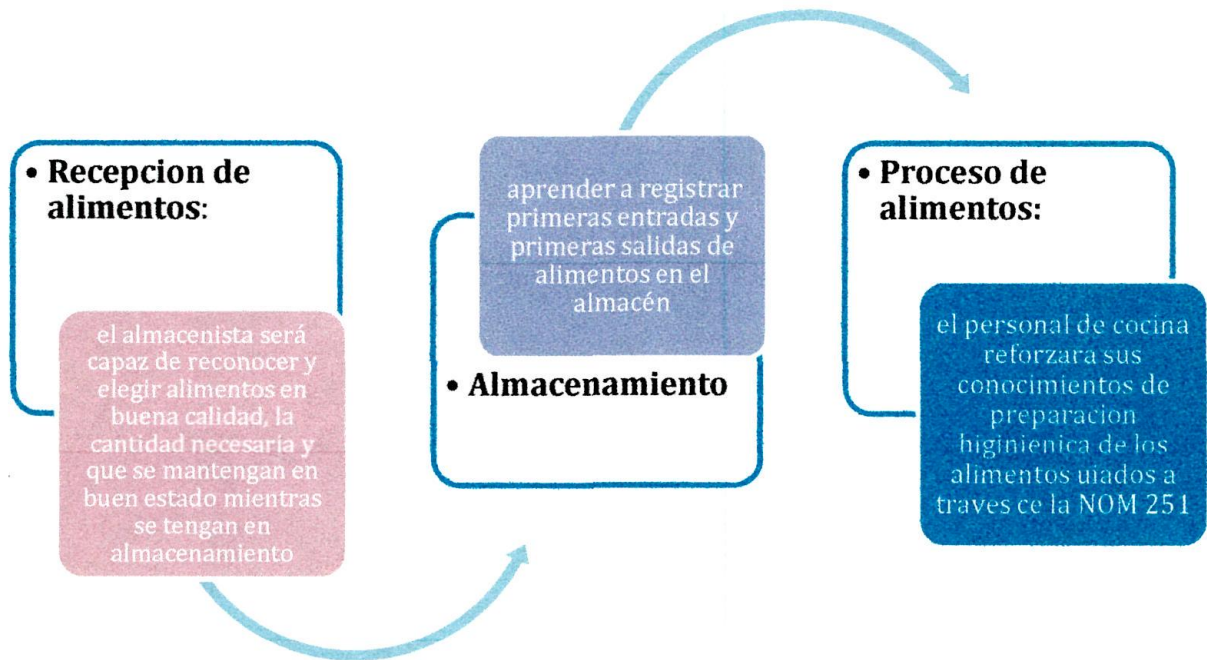 • Recepcion de
alimentos:
el almacenista será
capaz de reconocer y
elegir alimentos en
buena calidad, la
cantidad necesaria y
que se mantengan en
buen estado mientras
se tengan en
almacenamiento
aprender a registrar
primeras entradas y
primeras salidas de
alimentos en el
almacén
• Almacenamiento
• Proceso de
alimentos:
el personal de cocina
reforzara sus
conocimientos de
preparacion
higinienica de los
alimentos uiados a
traves ce la NOM 251